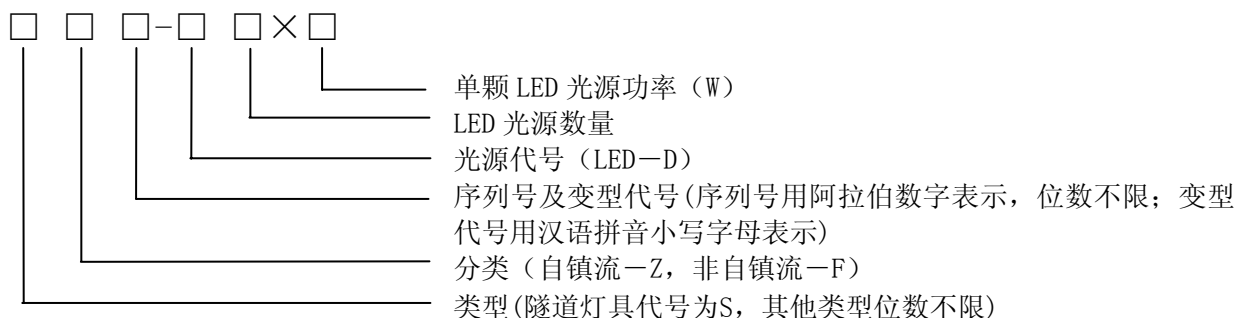 □ □ □-□ □×□
单颗 LED 光源功率（W）
LED 光源数量
光源代号（LED－D）
序列号及变型代号(序列号用阿拉伯数字表示，位数不限；变型
代号用汉语拼音小写字母表示)
分类（自镇流－Z，非自镇流－F）
类型(隧道灯具代号为S，其他类型位数不限)